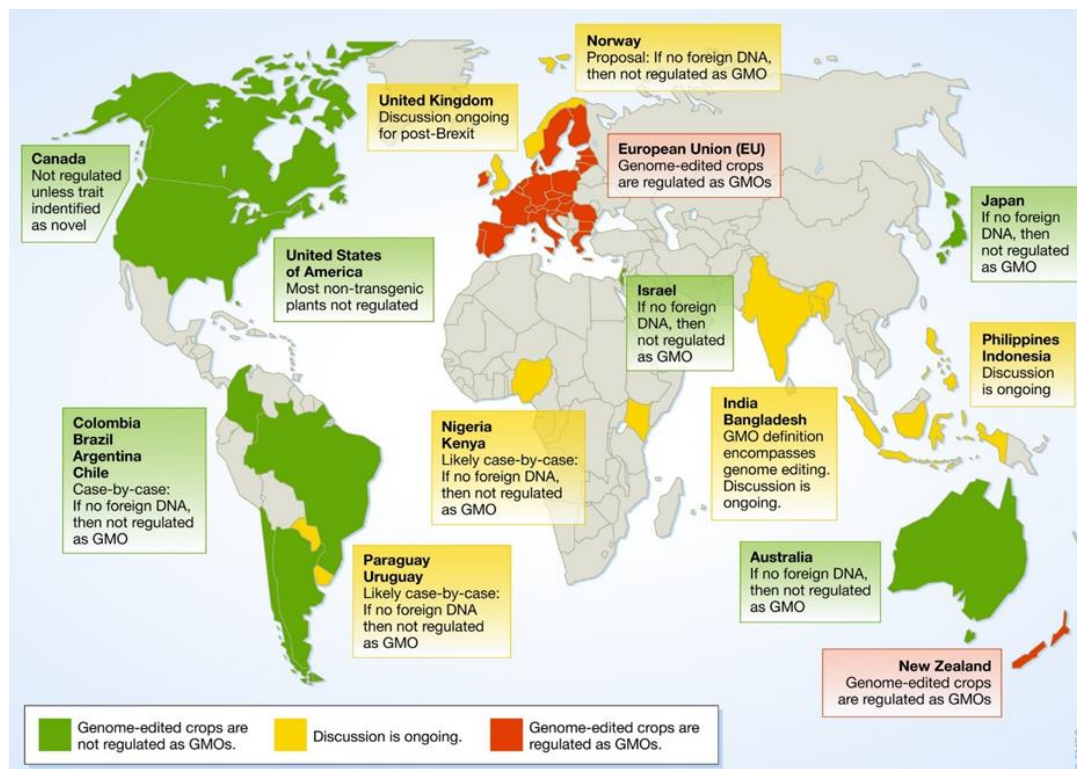 Norway
Proposal: If no foreign DNA,
then not regulated as GMO
United Kingdom
Discussion ongoing
for post-Brexit
European Union (EU)
Genome-edited crops
are regulated as GMOs
Canada
Not regulated
unless trait
indentified
as novel
United States
of America
Most non-transgenic
plants not regulated
Japan
If no foreign
DNA, then
not regulated
as GMO
Israel
If no foreign
DNA, then
not regulated
as GMO
Philippines
Indonesia
Discussion
is ongoing
Colombia
Brazil
Argentina
Chile
Case-by-case:
If no foreign DNA,
then not regulated
as GMO
Nigeria
Kenya
Likely case-by-case:
If no foreign DNA,
then not regulated
as GMO
India
Bangladesh
GMO definition
encompasses
genome editing.
Discussion is
ongoing.
Paraguay
Uruguay
Likely case-by-case:
If no foreign DNA
then not regulated
as GMO
Australia
If no foreign DNA,
then not regulated
as GMO
New Zealand
Genome-edited crops
are regulated as GMOs
Genome-edited crops are
not regulated as GMOs.
Discussion is ongoing.
Genome-edited crops are
regulated as GMOs.